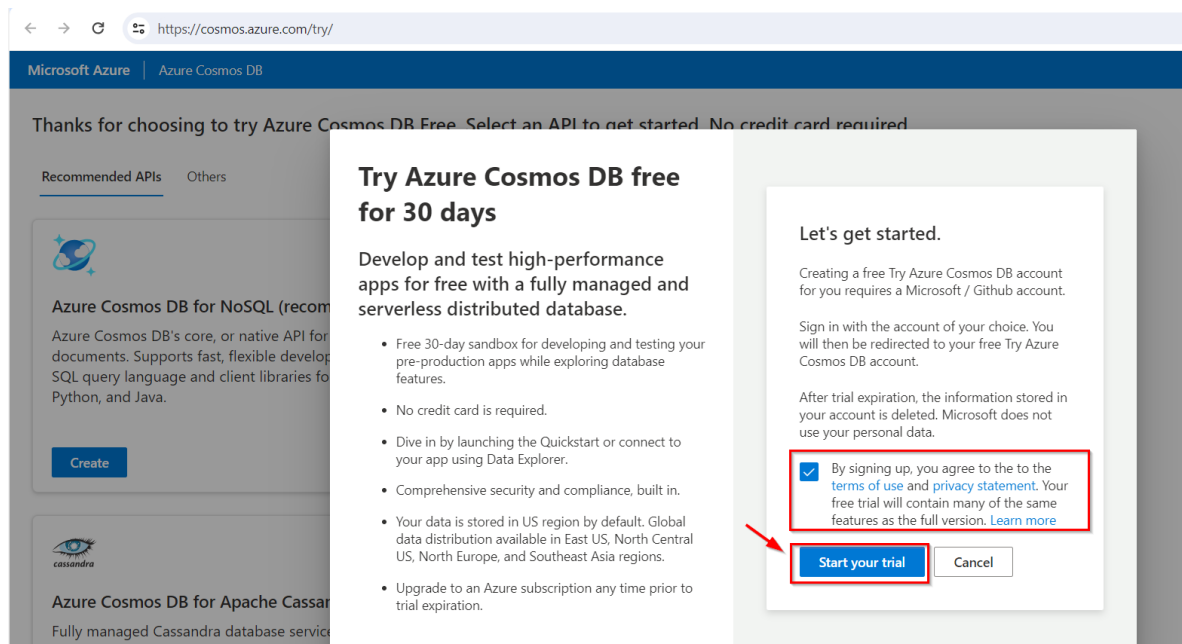 https://cosmos.azure.com/try/
Microsoft Azure
Azure Cosmos DB
Thanks for choosing to try Azure Cosmos DB Free. Select an API to get started. No credit card required
Recommended APIs
Others
Azure Cosmos DB for NoSQL
Azure Cosmos DB's core, or native API for
documents. Supports fast, flexible
SQL query language and client libraries
Python, and Java.
Create
cassandra
Azure Cosmos DB for Apache
Fully managed Cassandra database
Try Azure Cosmos DB free
for 30 days
Develop and test high-performance
apps for free with a fully managed and
serverless distributed database.
• Free 30-day sandbox for developing and testing your
pre-production apps while exploring database
features.
• No credit card is required.
• Dive in by launching the Quickstart or connect to
your app using Data Explorer.
• Comprehensive security and compliance, built in.
• Your data is stored in US region by default. Global
data distribution available in East US, North Central
US, North Europe, and Southeast Asia regions.
• Upgrade to an Azure subscription any time prior to
trial expiration.
Let's get started.
Creating a free Try Azure Cosmos DB account
for you requires a Microsoft / Github account.
Sign in with the account of your choice. You
will then be redirected to your free Try Azure
Cosmos DB account.
After trial expiration, the information stored in
your account is deleted. Microsoft does not
use your personal data.
By signing up, you agree to the to the
terms of use and privacy statement. Your
free trial will contain many of the same
features as the full version. Learn more
Start your trial
Cancel